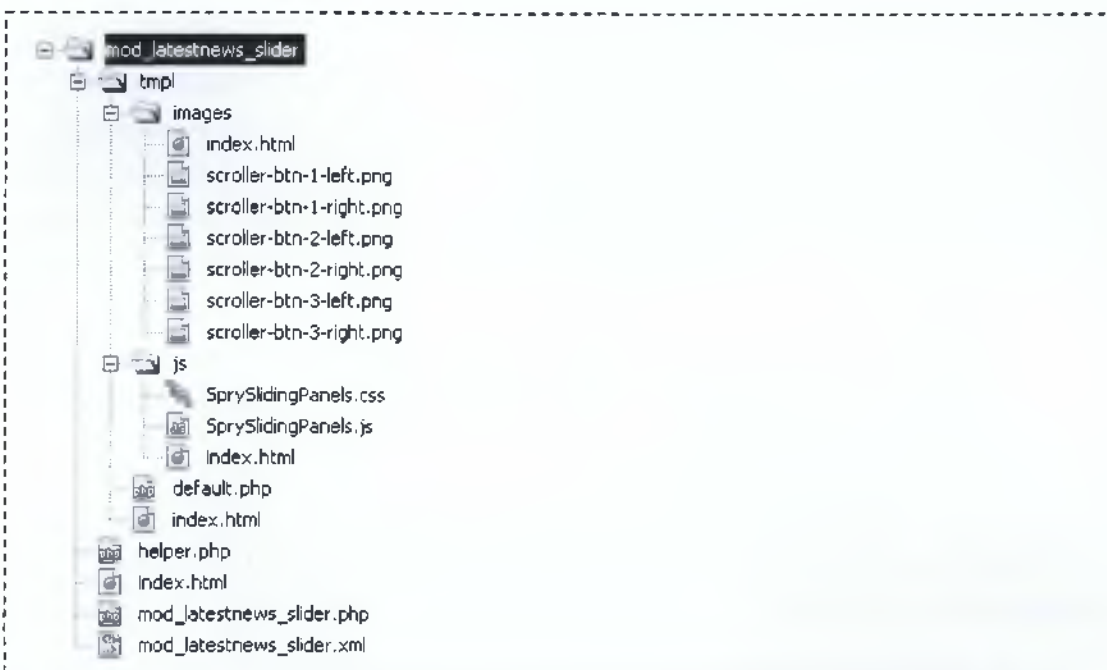 mod_latestnews_slider
tmpl
images
index.html
scroller-btn-1-left.png
scroller-btn-1-right.png
scroller-btn-2-left.png
scroller-btn-2-right.png
scroller-btn-3-left.png
scroller-btn-3-right.png
js
SprySlidingPanels.css
SprySlidingPanels.js
index.html
default.php
index.html
helper.php
index.html
mod_latestnews_slider.php
mod_latestnews_slider.xml